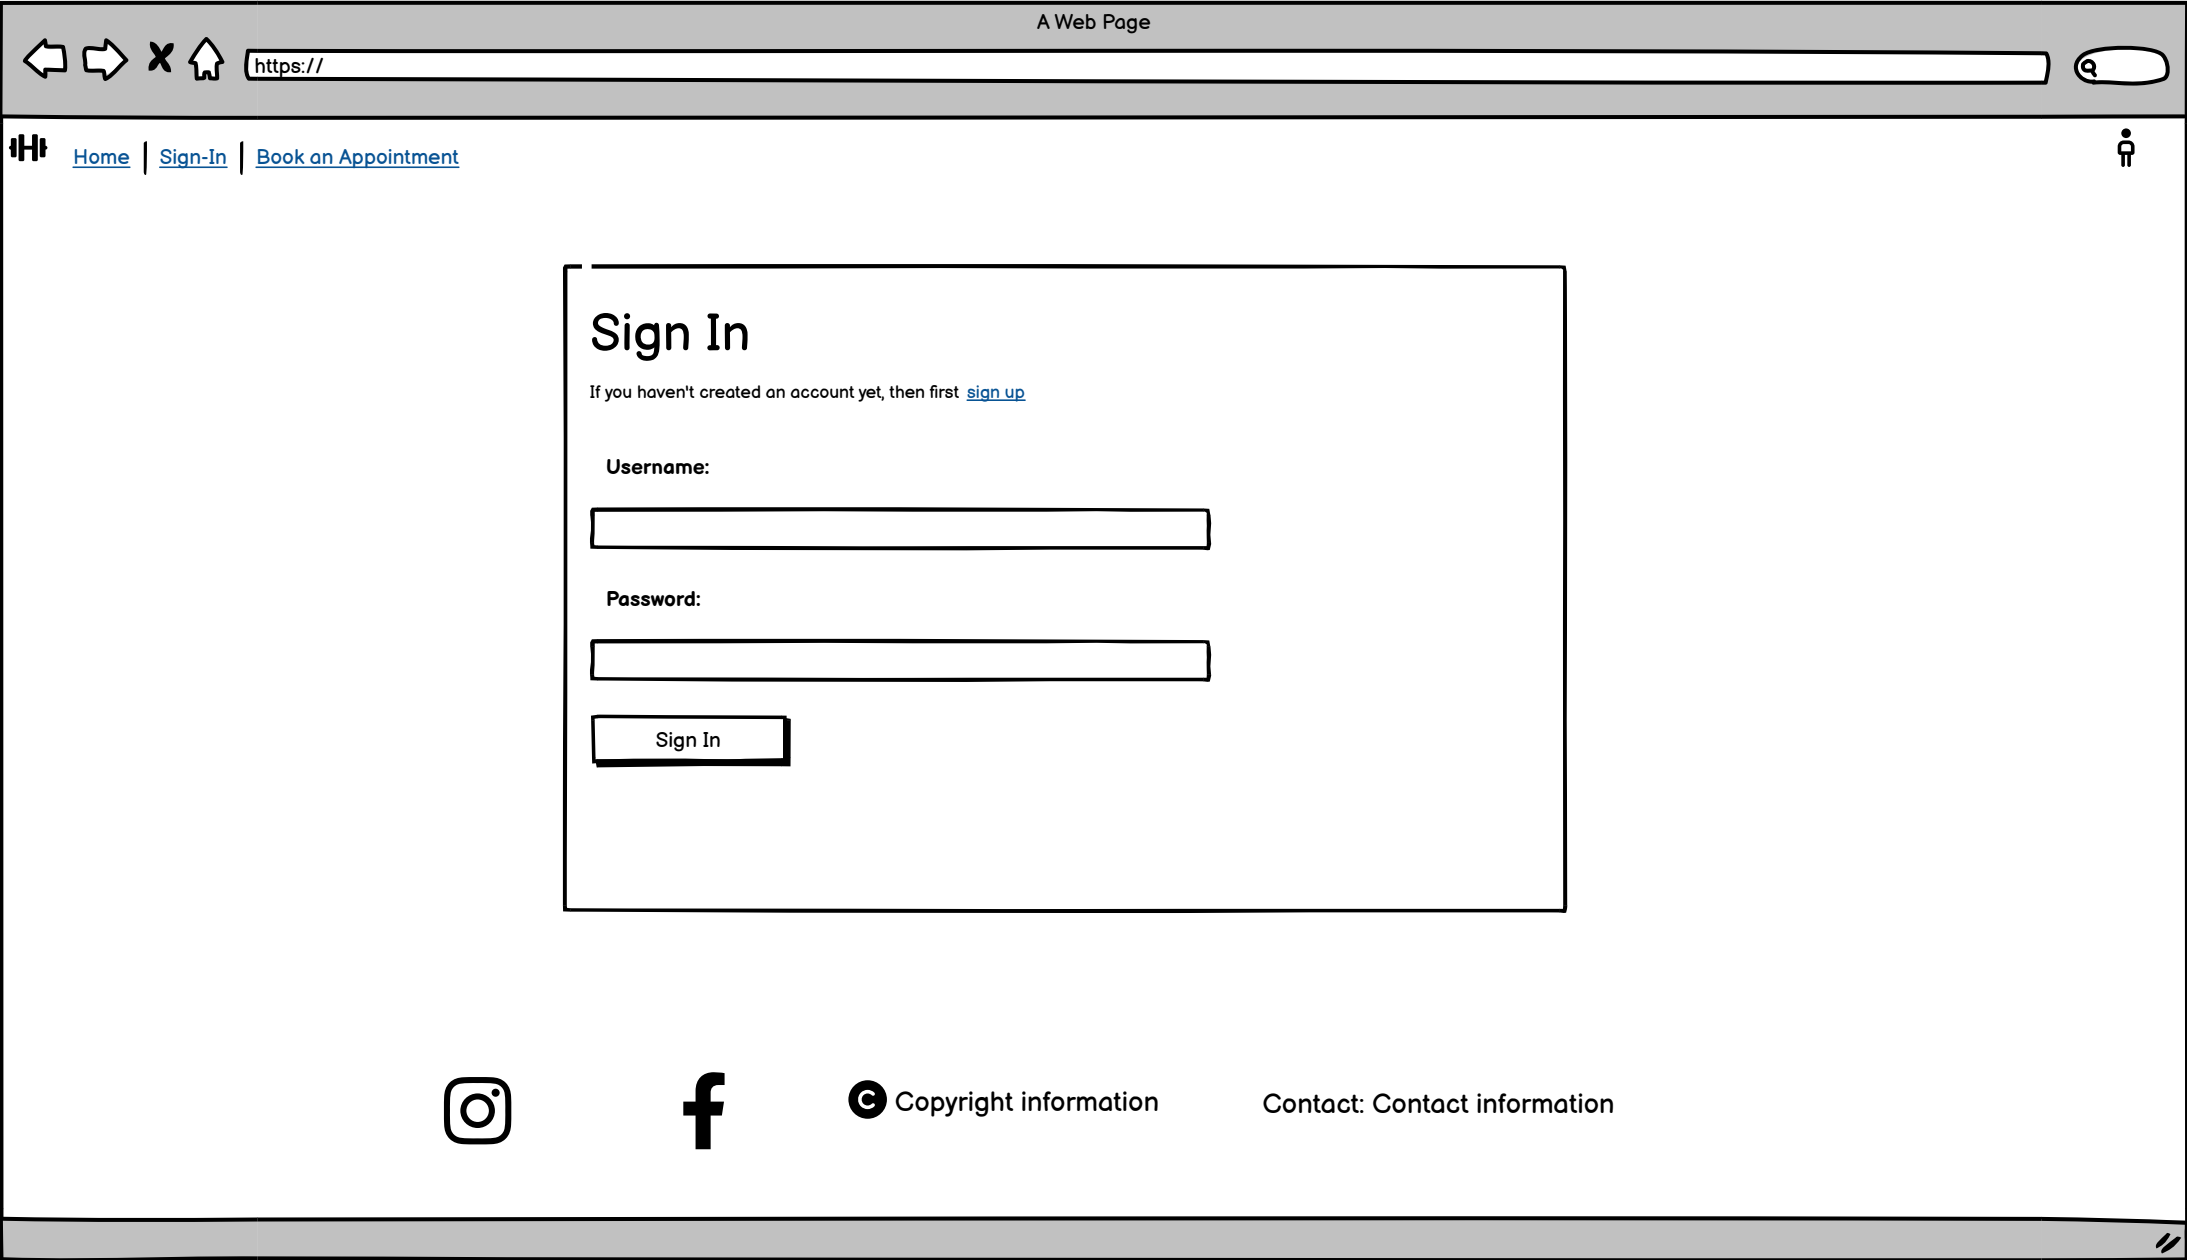 A Web Page
https://
Home | Sign-In | Book an Appointment
Sign In
If you haven't created an account yet, then first sign up
Username:
Password:
Sign In
Copyright information
Contact: Contact information